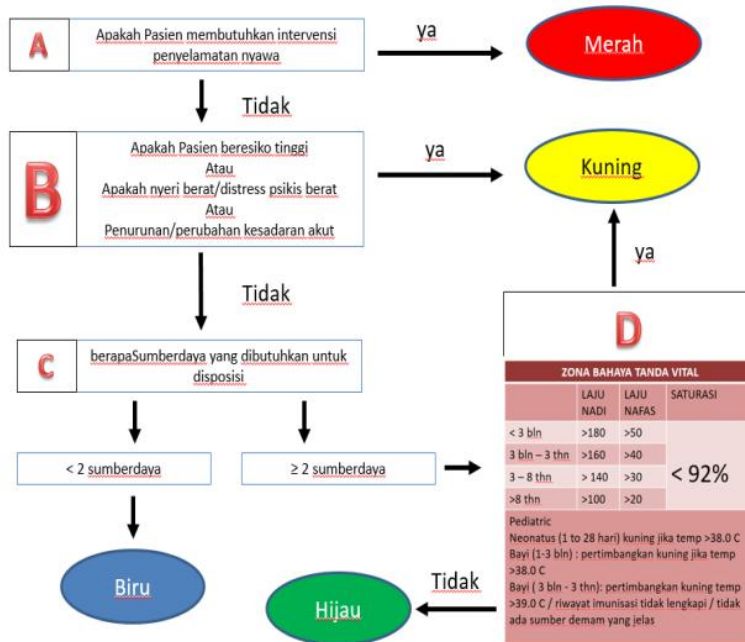 A
Apakah Pasien membutuhkan intervensi
penyelamatan nyawa
ya
Merah
Tidak
B
Apakah Pasien beresiko tinggi
Atau
Apakah nyeri berat/distress psikis berat
Atau
Penurunan/perubahan kesadaran akut
ya
Kuning
Tidak
ya
C
berapaSumberdaya yang dibutuhkan untuk
disposisi
< 2 sumberdaya
≥ 2 sumberdaya
Biru
D
ZONA BAHAYA TANDA VITAL
LAJU NADI LAJU NAFAS SATURASI
< 3 bln >180 >50
3 bln – 3 thn >160 >40
3 – 8 thn > 140 >30
>8 thn >100 >20
< 92%
Pediatric
Neonatus (1 to 28 hari) kuning jika temp >38.0 C
Bayi (1-3 bln) : pertimbangkan kuning jika temp
>38.0 C
Bayi ( 3 bln - 3 thn): pertimbangkan kuning temp
>39.0 C / riwayat imunisasi tidak lengkapi / tidak
ada sumber demam yang jelas
Tidak
Hijau